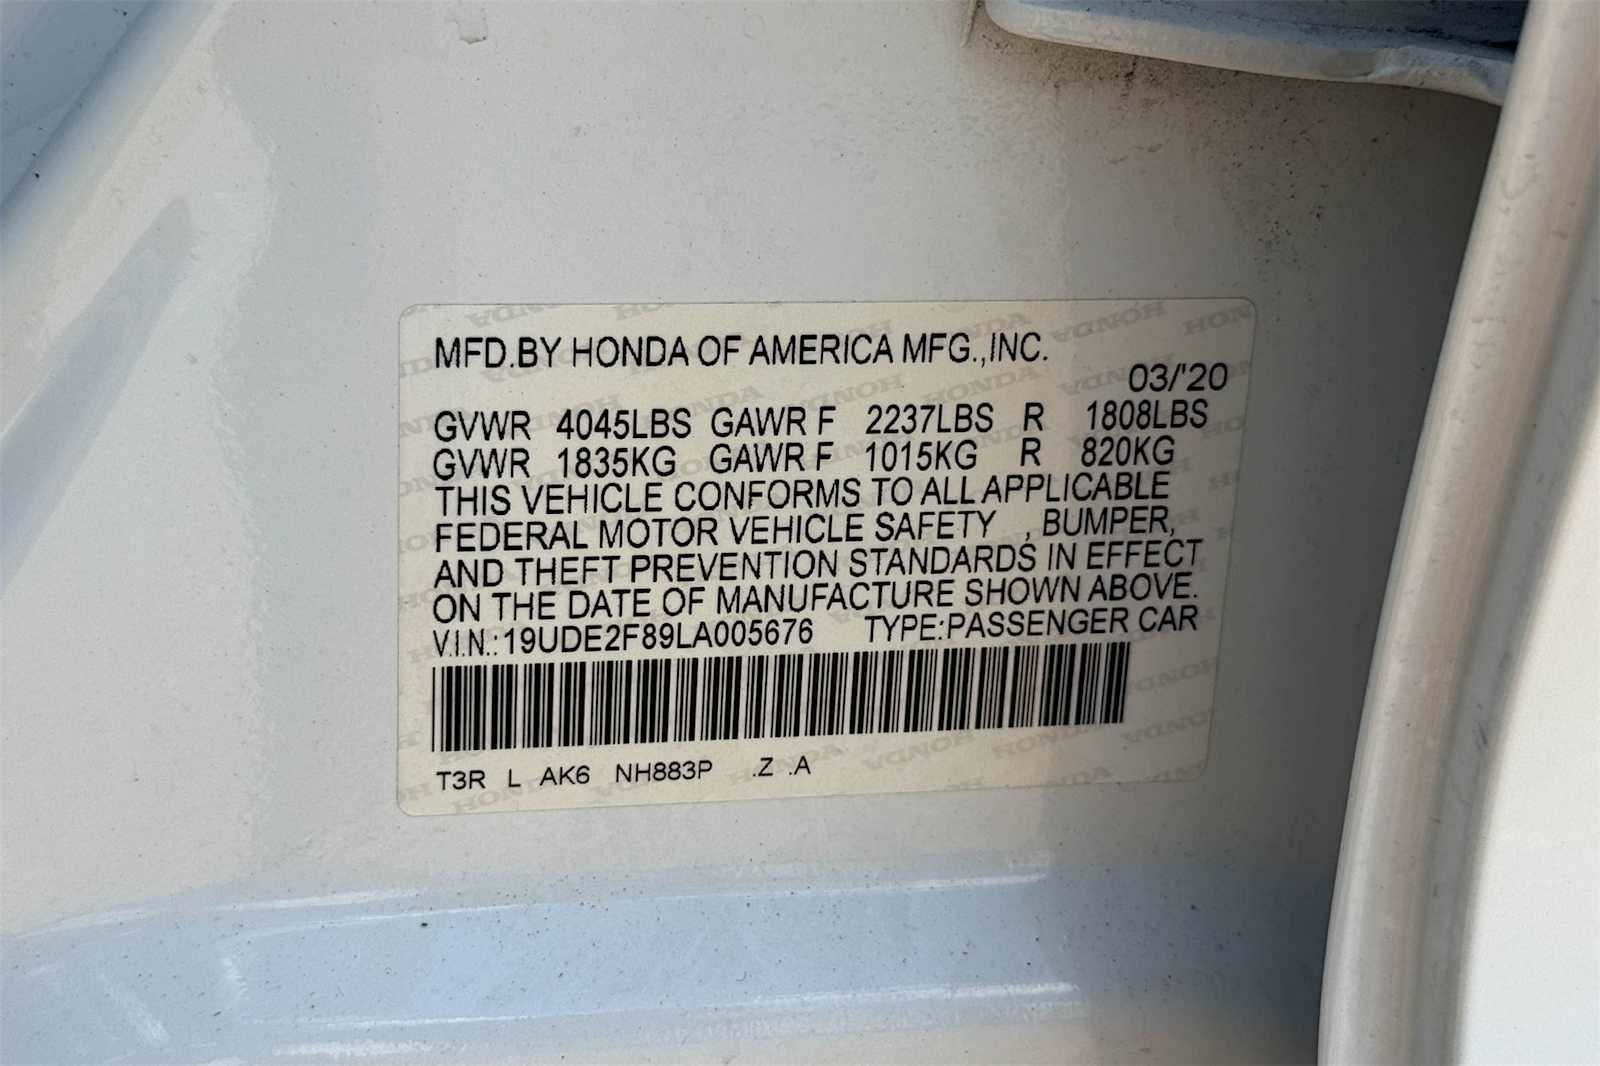 MFD.BY HONDA OF AMERICA MFG.,INC.
03/'20
GVWR 4045LBS GAWR F 2237LBS R 1808LBS
GVWR 1835KG GAWR F 1015KG R 820KG
THIS VEHICLE CONFORMS TO ALL APPLICABLE
FEDERAL MOTOR VEHICLE SAFETY , BUMPER,
AND THEFT PREVENTION STANDARDS IN EFFECT
ON THE DATE OF MANUFACTURE SHOWN ABOVE.
V.I.N.: 19UDE2F89LA005676 TYPE:PASSENGER CAR
T3R L AK6 NH883P .Z .A